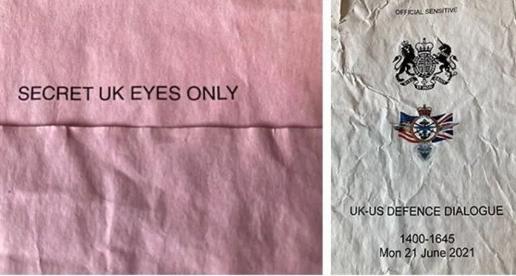 SECRET UK EYES ONLY
OFFICIAL SENSITIVE
UK-US DEFENCE DIALOGUE
1400-1645
Mon 21 June 2021